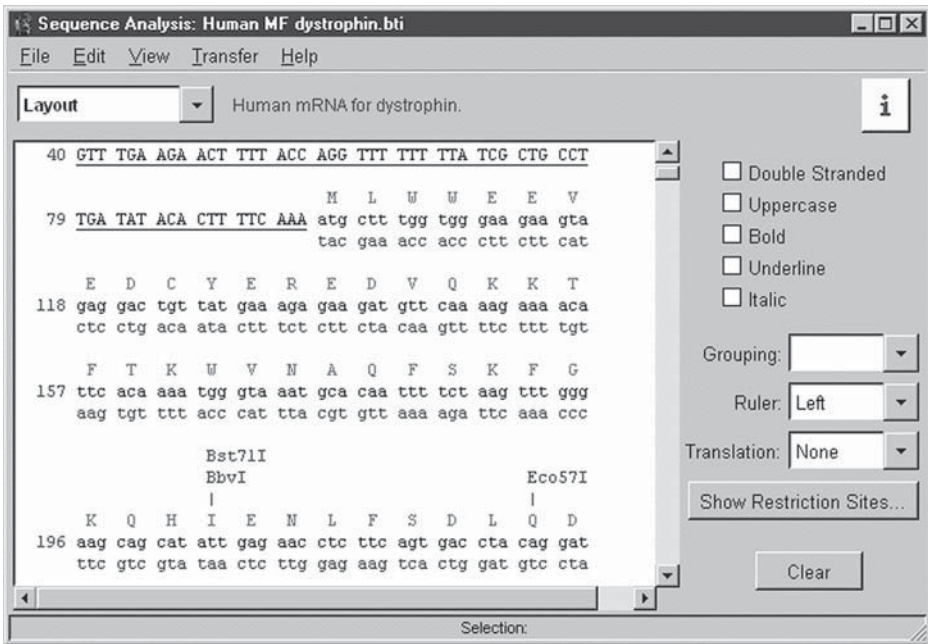 Sequence Analysis: Human MF dystrophin.bti
File Edit View Transfer Help
Layout
Human mRNA for dystrophin.
i
40 GTT TGA AGA ACT TTT ACC AGG TTT TTT TTA TCG CTG CCT
M L W W E E V
79 TGA TAT ACA CTT TTC AAA atg ctt tgg tgg gaa gaa gta
tac gaa acc acc ctt ctt cat
E D C Y E R E D V Q K K T
118 gag gac tgt tat gaa aga gaa gat gtt caa aag aaa aca
ctc ctg aca ata ctt tct ctt cta caa gtt ttc ttt tgt
F T K W V N A Q F S K F G
157 ttc aca aaa tgg gta aat gca caa ttt tct aag ttt ggg
aag tgt ttt acc cat tta cgt gtt aaa aga ttc aaa ccc
Bst71I
BbvI Eco57I
K Q H I E N L F S D L Q D
196 aag cag cat att gag aac ctc ttc agt gac cta cag gat
ttc gtc gta taa ctc ttg gag aag tca ctg gat gtc cta
Double Stranded
Uppercase
Bold
Underline
Italic
Grouping:
Ruler: Left
Translation: None
Show Restriction Sites...
Clear
Selection: